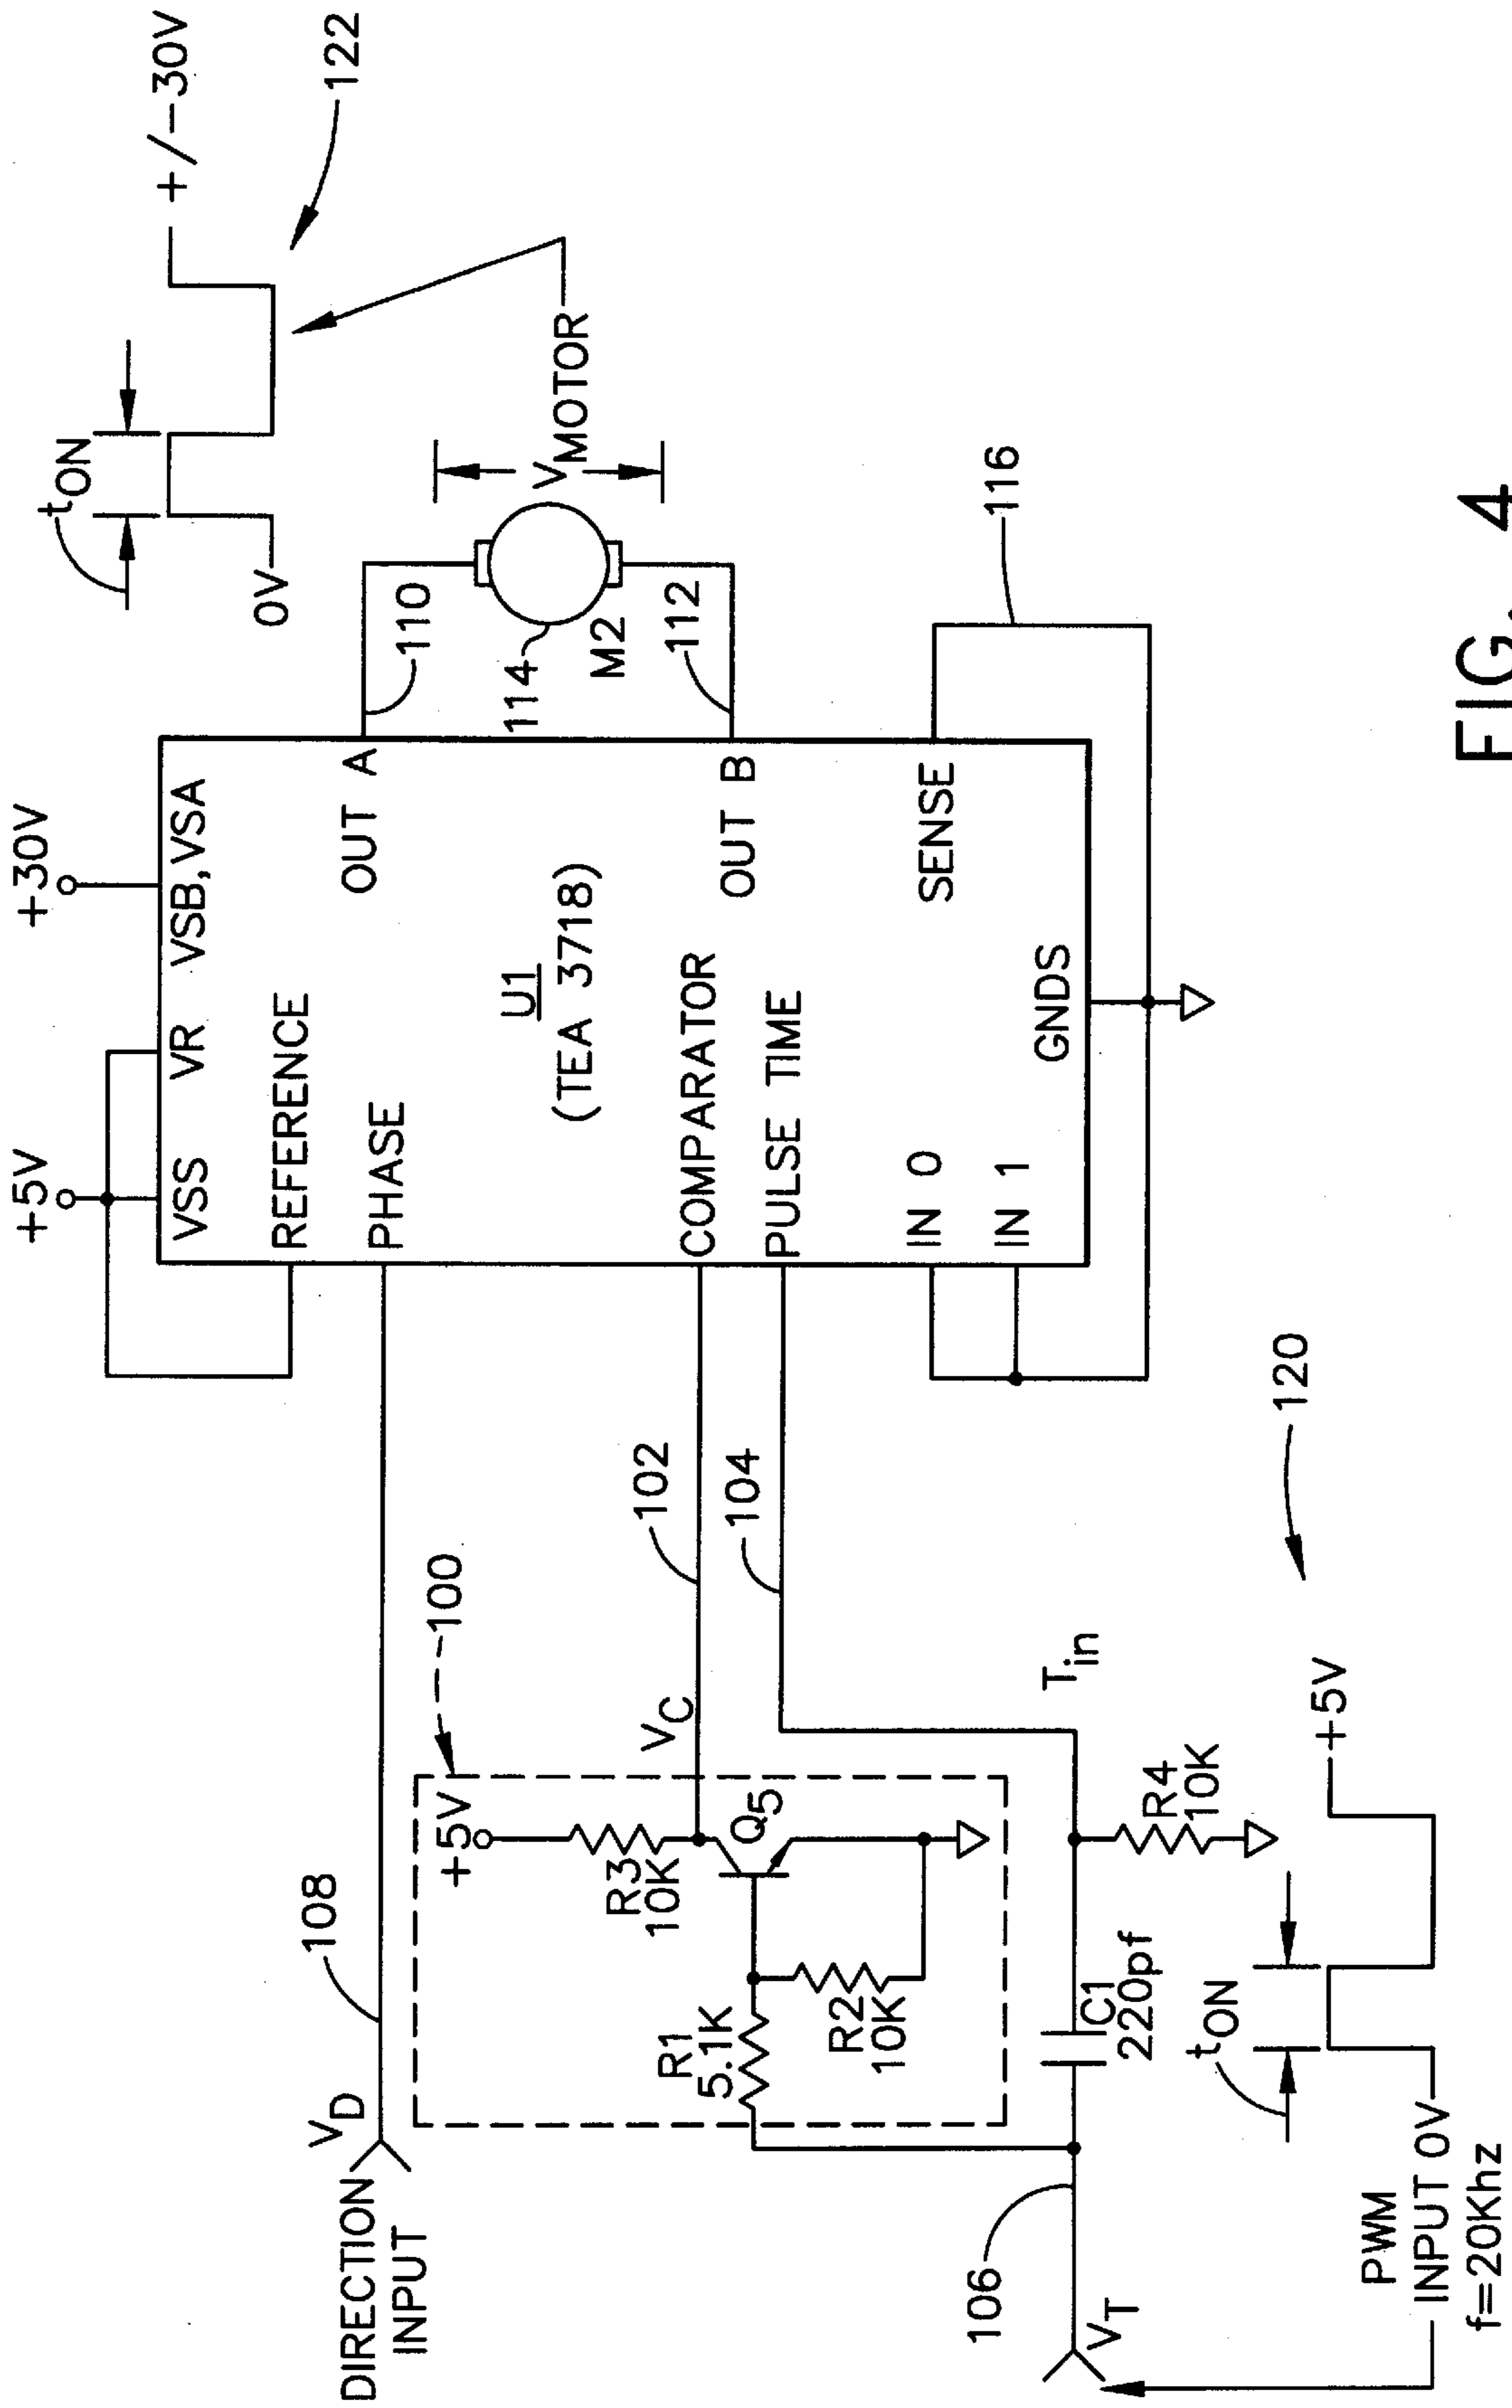 +5V
+30V
VSS
VR
VSB,VSA
REFERENCE
PHASE
OUT A
U1
(TEA 3718)
COMPARATOR
PULSE TIME
OUT B
IN 0
IN 1
SENSE
GNDS
tON
+/-30V
0V
122
110
114
M2
VMOTOR
112
116
DIRECTION
INPUT
VD
108
100
+5V
R3
10K
VC
102
Q5
104
R1
5.1K
R2
10K
106
VT
C1
220pf
Tin
R4
10K
120
tON
+5V
PWM
INPUT 0V
f=20Khz
FIG. 4